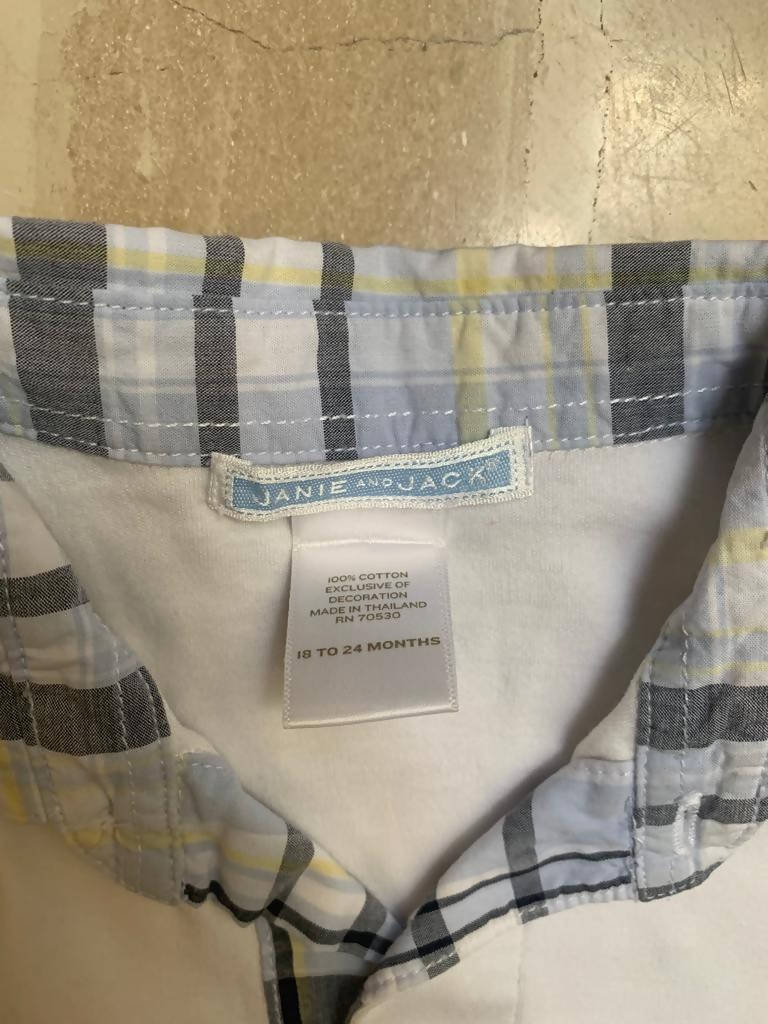 JANIE AND JACK®
100% COTTON
EXCLUSIVE OF
DECORATION
MADE IN THAILAND
RN 70530
18 TO 24 MONTHS